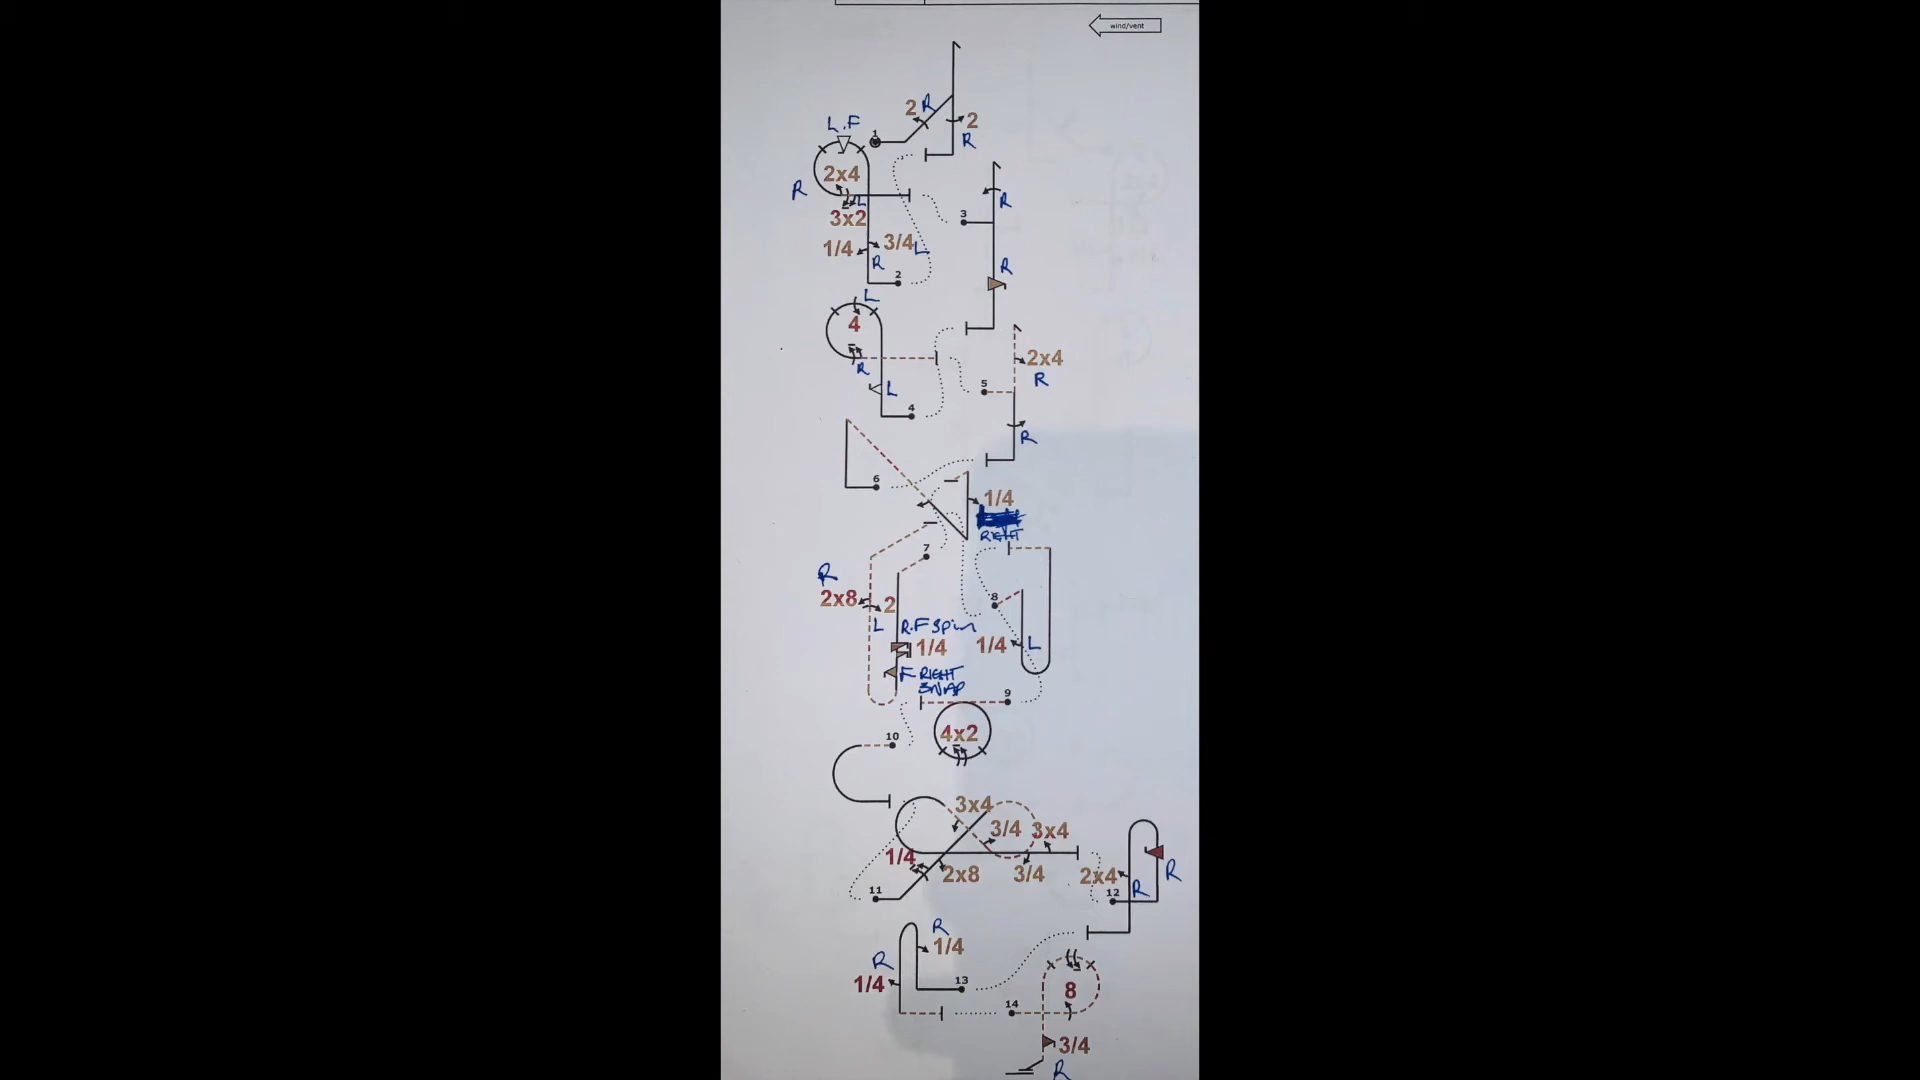 wind/vent
2 R
L.F
1
2
R
2x4
R
L
3x2
3
R
1/4
3/4 L
R
R
2
L
4
R
2x4
R
L
5
4
R
6
1/4
RIGHT
7
R
2x8
2
8
L
R.F Spin
1/4
1/4
L
F RIGHT
SNAP
9
4x2
10
3x4
3/4
3x4
1/4
2x8
3/4
2x4
R
R
11
12
R
1/4
R
1/4
13
8
14
3/4
R